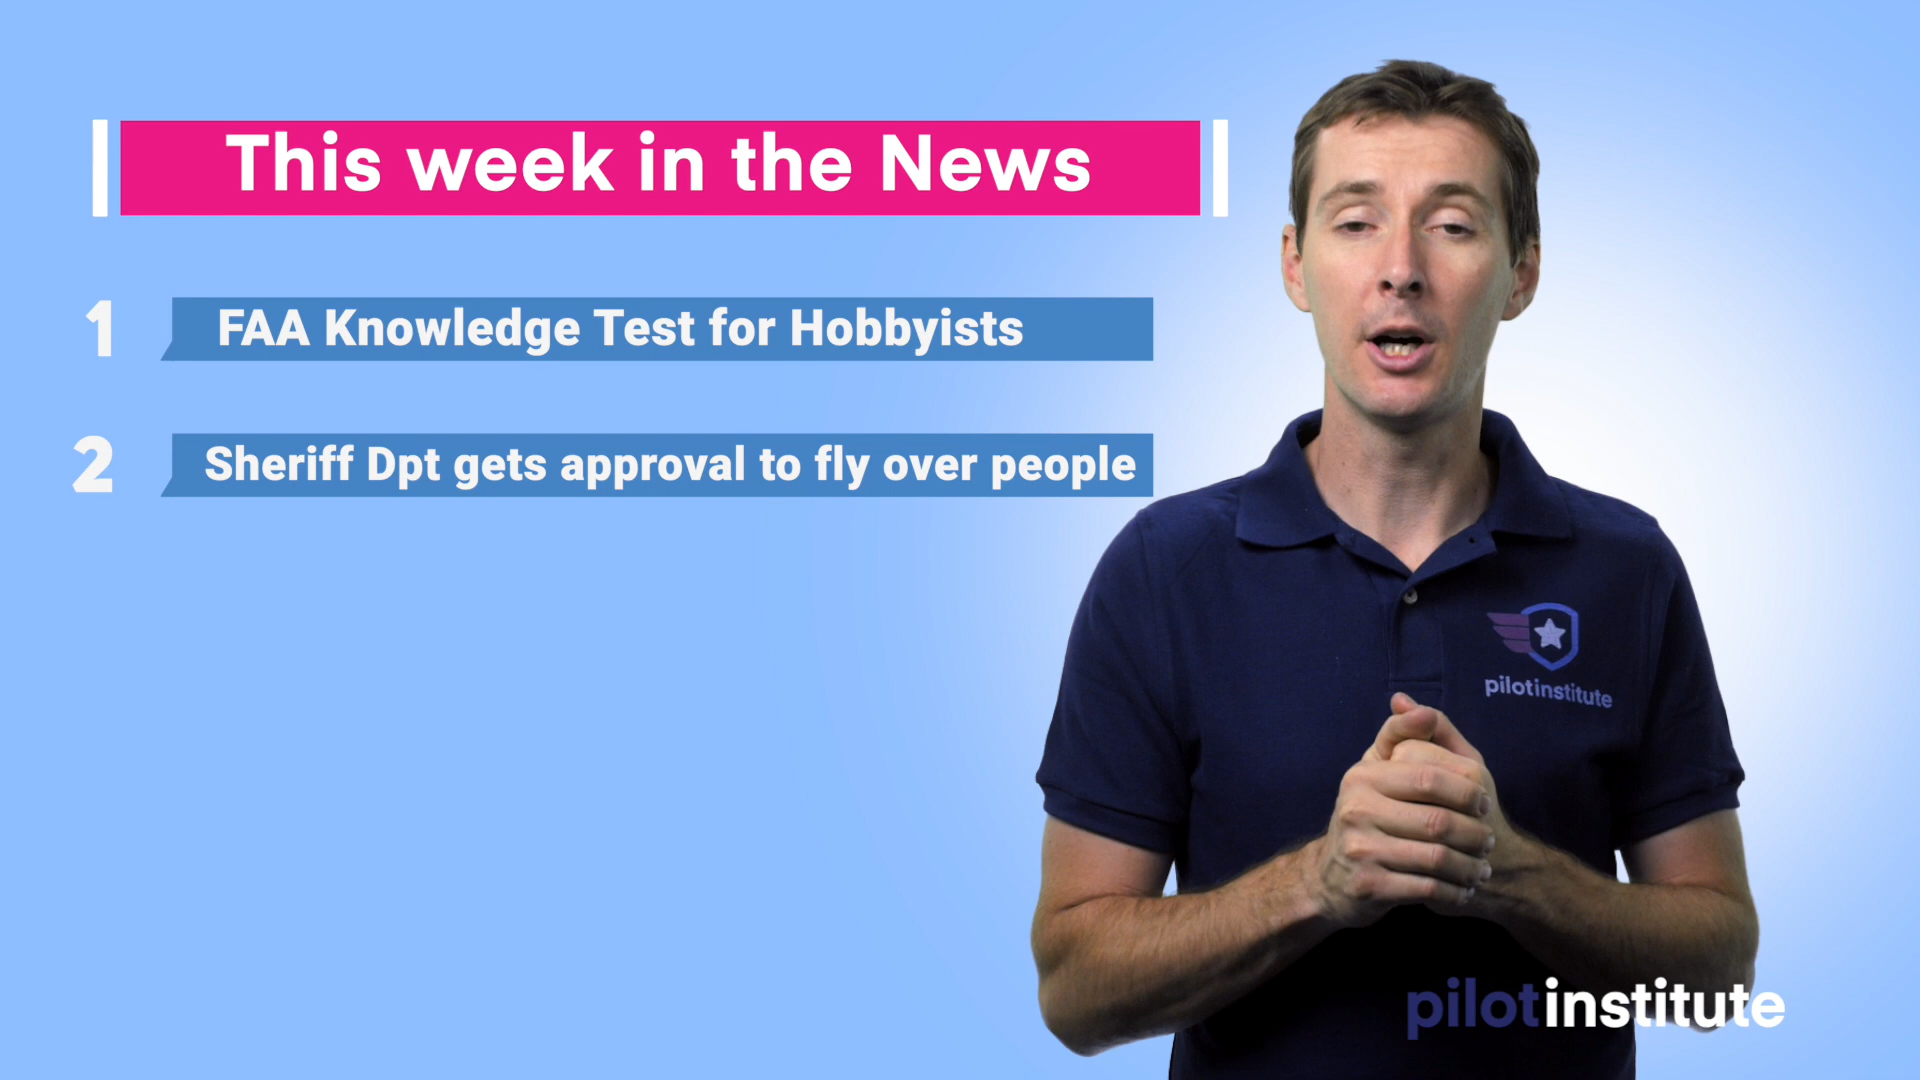 This week in the News
1
FAA Knowledge Test for Hobbyists
2
Sheriff Dpt gets approval to fly over people
pilotinstitute
pilotinstitute